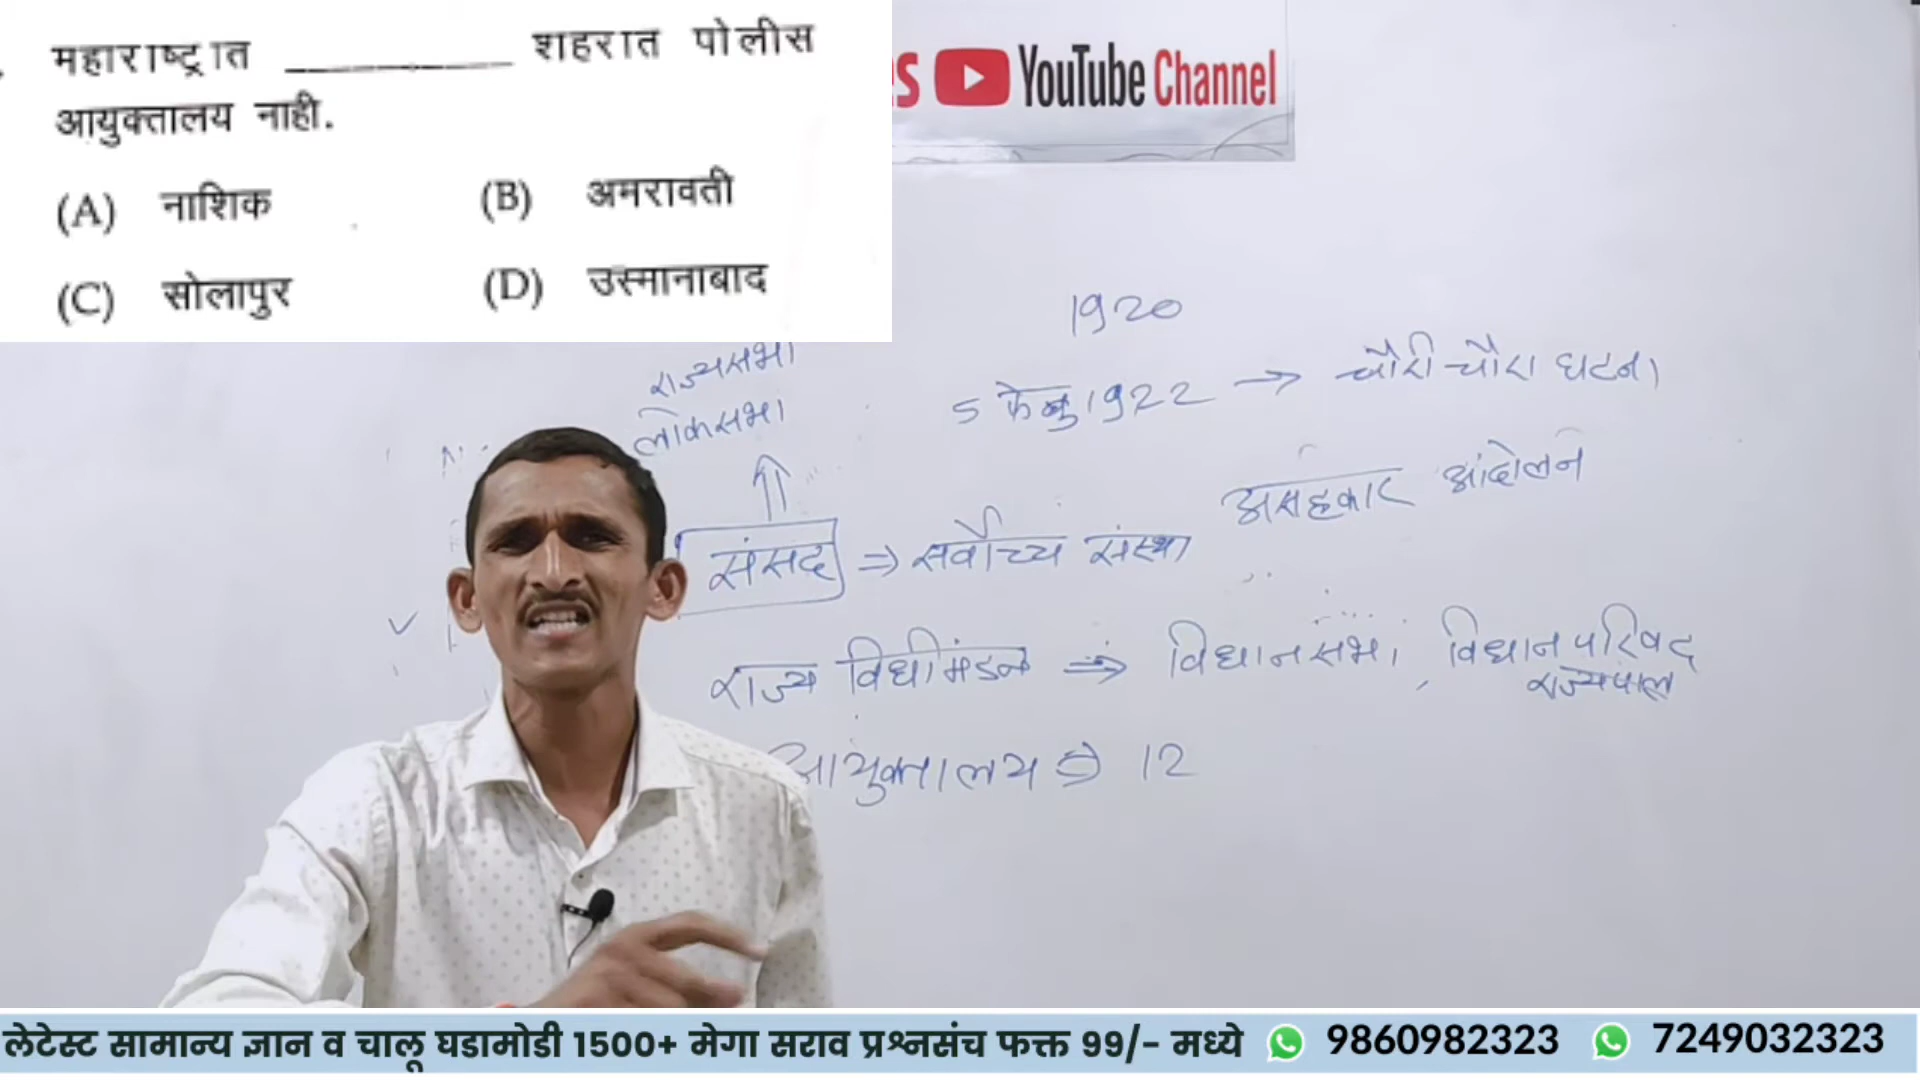 महाराष्ट्रात ________ शहरात पोलीस
आयुक्तालय नाही.
(A) नाशिक (B) अमरावती
(C) सोलापुर (D) उस्मानाबाद
YouTube Channel
1920
राज्यसभा
लोकसभा
5 फेब्रु 1922 → चौरी चौरा घटना
असहकार आंदोलन
संसद ⇒ सर्वोच्च संस्था
राज्य विधीमंडळ ⇒ विधानसभा, विधान परिषद
राज्यपाल
आयुक्तालय ⇒ 12
लेटेस्ट सामान्य ज्ञान व चालू घडामोडी 1500+ मेगा सराव प्रश्नसंच फक्त 99/- मध्ये 9860982323 7249032323